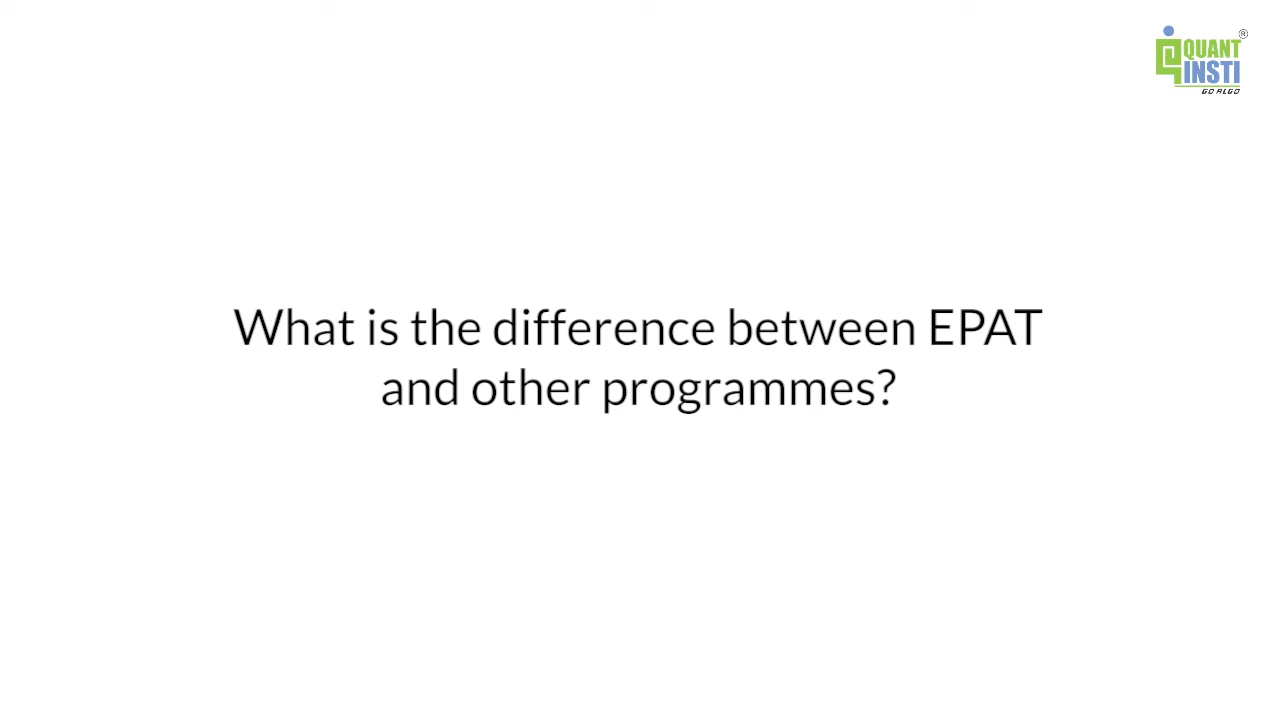 QUANT
INSTI
GO ALGO
®
What is the difference between EPAT
and other programmes?